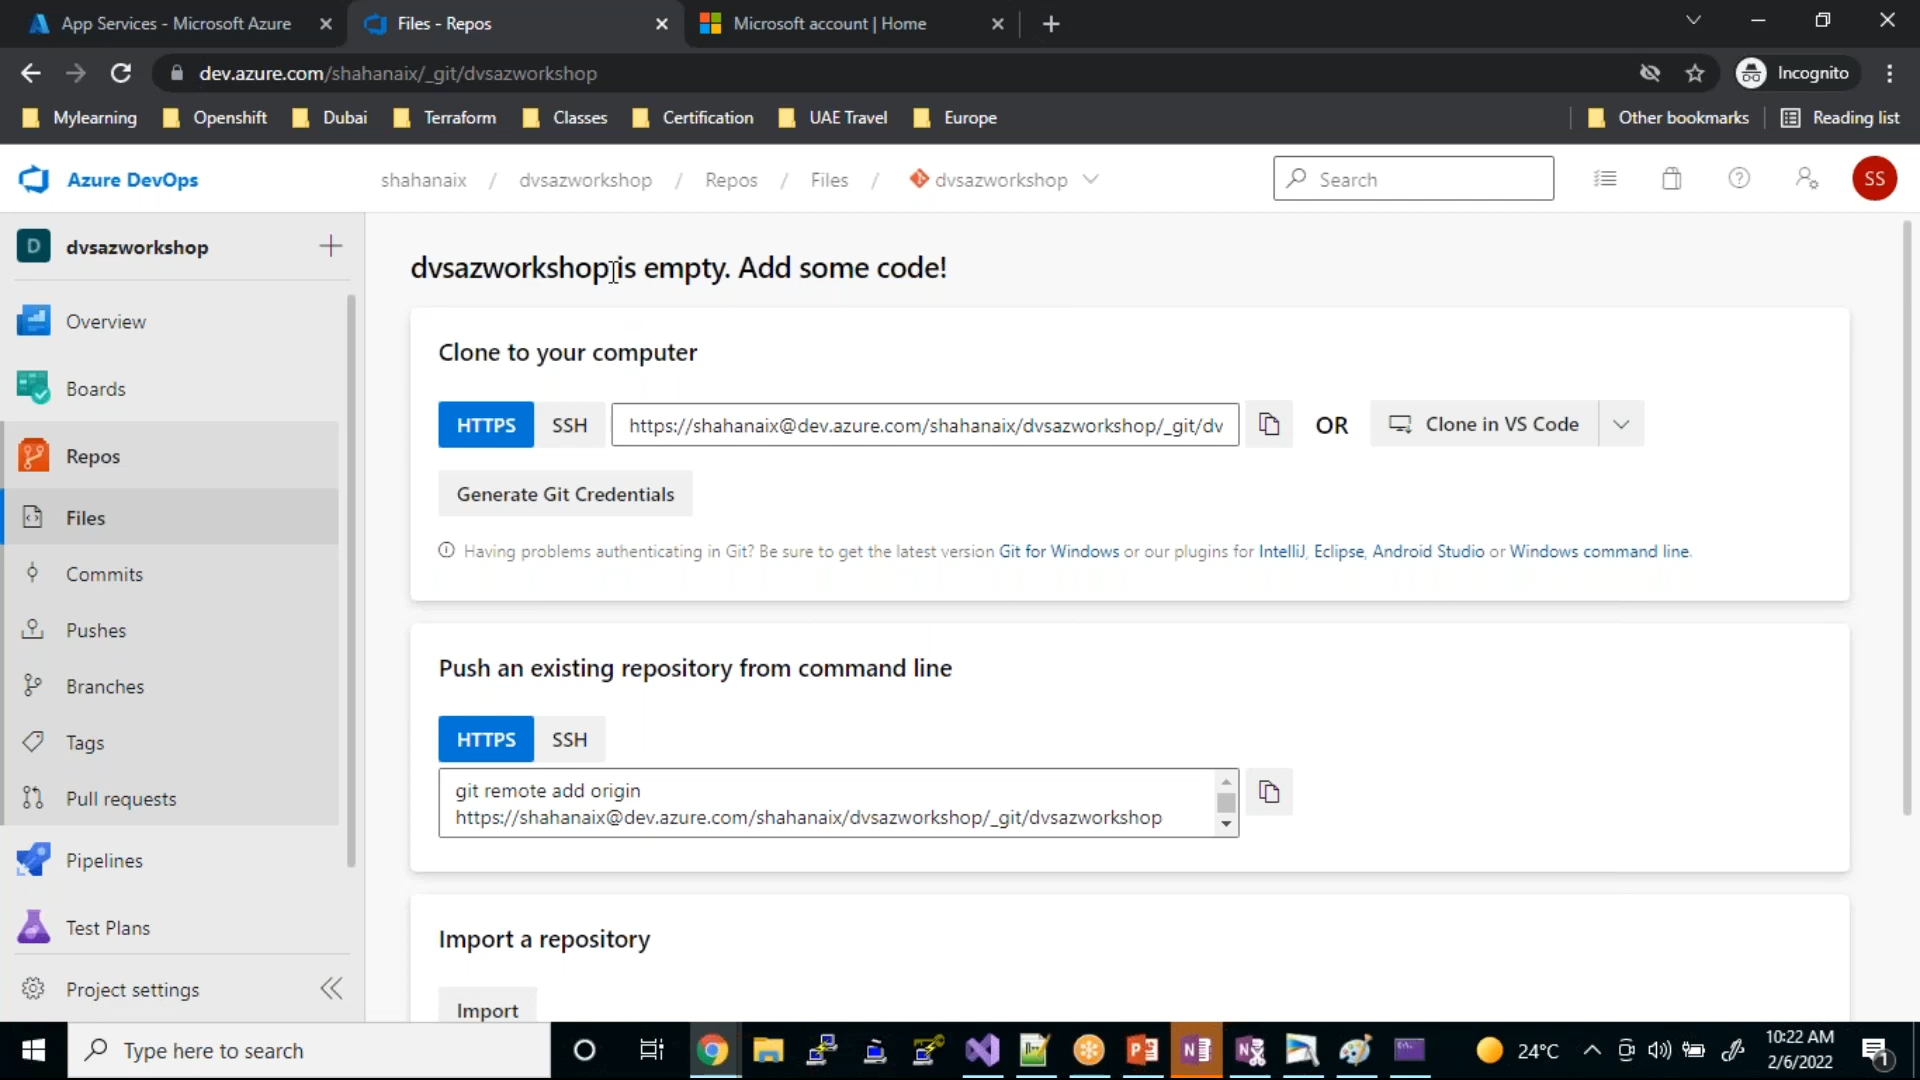 App Services - Microsoft Azure
Files - Repos
Microsoft account | Home
dev.azure.com/shahanaix/_git/dvsazworkshop
Incognito
Mylearning
Openshift
Dubai
Terraform
Classes
Certification
UAE Travel
Europe
Other bookmarks
Reading list
Azure DevOps
shahanaix / dvsazworkshop / Repos / Files / dvsazworkshop
Search
SS
D
dvsazworkshop
Overview
Boards
Repos
Files
Commits
Pushes
Branches
Tags
Pull requests
Pipelines
Test Plans
Project settings
dvsazworkshop is empty. Add some code!
Clone to your computer
HTTPS SSH https://shahanaix@dev.azure.com/shahanaix/dvsazworkshop/_git/dv OR Clone in VS Code
Generate Git Credentials
Having problems authenticating in Git? Be sure to get the latest version Git for Windows or our plugins for IntelliJ, Eclipse, Android Studio or Windows command line.
Push an existing repository from command line
HTTPS SSH
git remote add origin
https://shahanaix@dev.azure.com/shahanaix/dvsazworkshop/_git/dvsazworkshop
Import a repository
Import
Type here to search
24°C
10:22 AM
2/6/2022
1